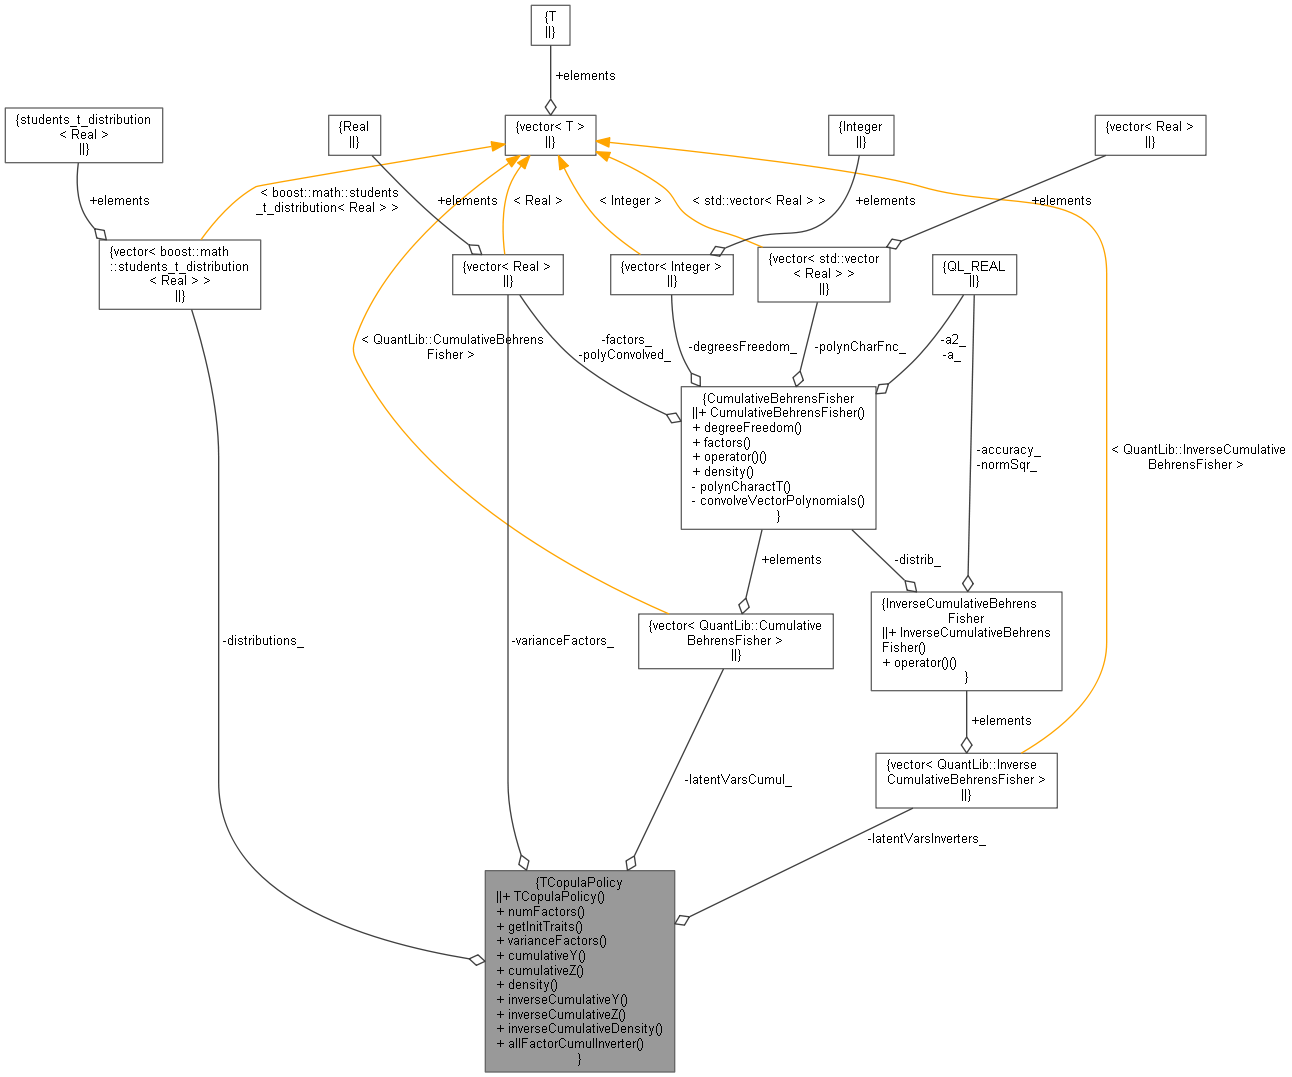 {T
||}
+elements
{students_t_distribution
< Real >
||}
{Real
||}
{vector< T >
||}
{Integer
||}
{vector< Real >
||}
+elements
< boost::math::students
_t_distribution< Real > >
+elements
< Real >
< Integer >
< std::vector< Real > >
+elements
+elements
{vector< boost::math
::students_t_distribution
< Real > >
||}
{vector< Real >
||}
{vector< Integer >
||}
{vector< std::vector
< Real > >
||}
{QL_REAL
||}
< QuantLib::CumulativeBehrens
Fisher >
-factors_
-polyConvolved_
-degreesFreedom_
-polynCharFnc_
-a2_
-a_
{CumulativeBehrensFisher
||+ CumulativeBehrensFisher()
+ degreeFreedom()
+ factors()
+ operator()()
+ density()
- polynCharactT()
- convolveVectorPolynomials()
}
-accuracy_
-normSqr_
< QuantLib::InverseCumulative
BehrensFisher >
+elements
-distrib_
{InverseCumulativeBehrens
Fisher
||+ InverseCumulativeBehrens
Fisher()
+ operator()()
}
{vector< QuantLib::Cumulative
BehrensFisher >
||}
-distributions_
-varianceFactors_
+elements
{vector< QuantLib::Inverse
CumulativeBehrensFisher >
||}
-latentVarsCumul_
-latentVarsInverters_
{TCopulaPolicy
||+ TCopulaPolicy()
+ numFactors()
+ getInitTraits()
+ varianceFactors()
+ cumulativeY()
+ cumulativeZ()
+ density()
+ inverseCumulativeY()
+ inverseCumulativeZ()
+ inverseCumulativeDensity()
+ allFactorCumulInverter()
}